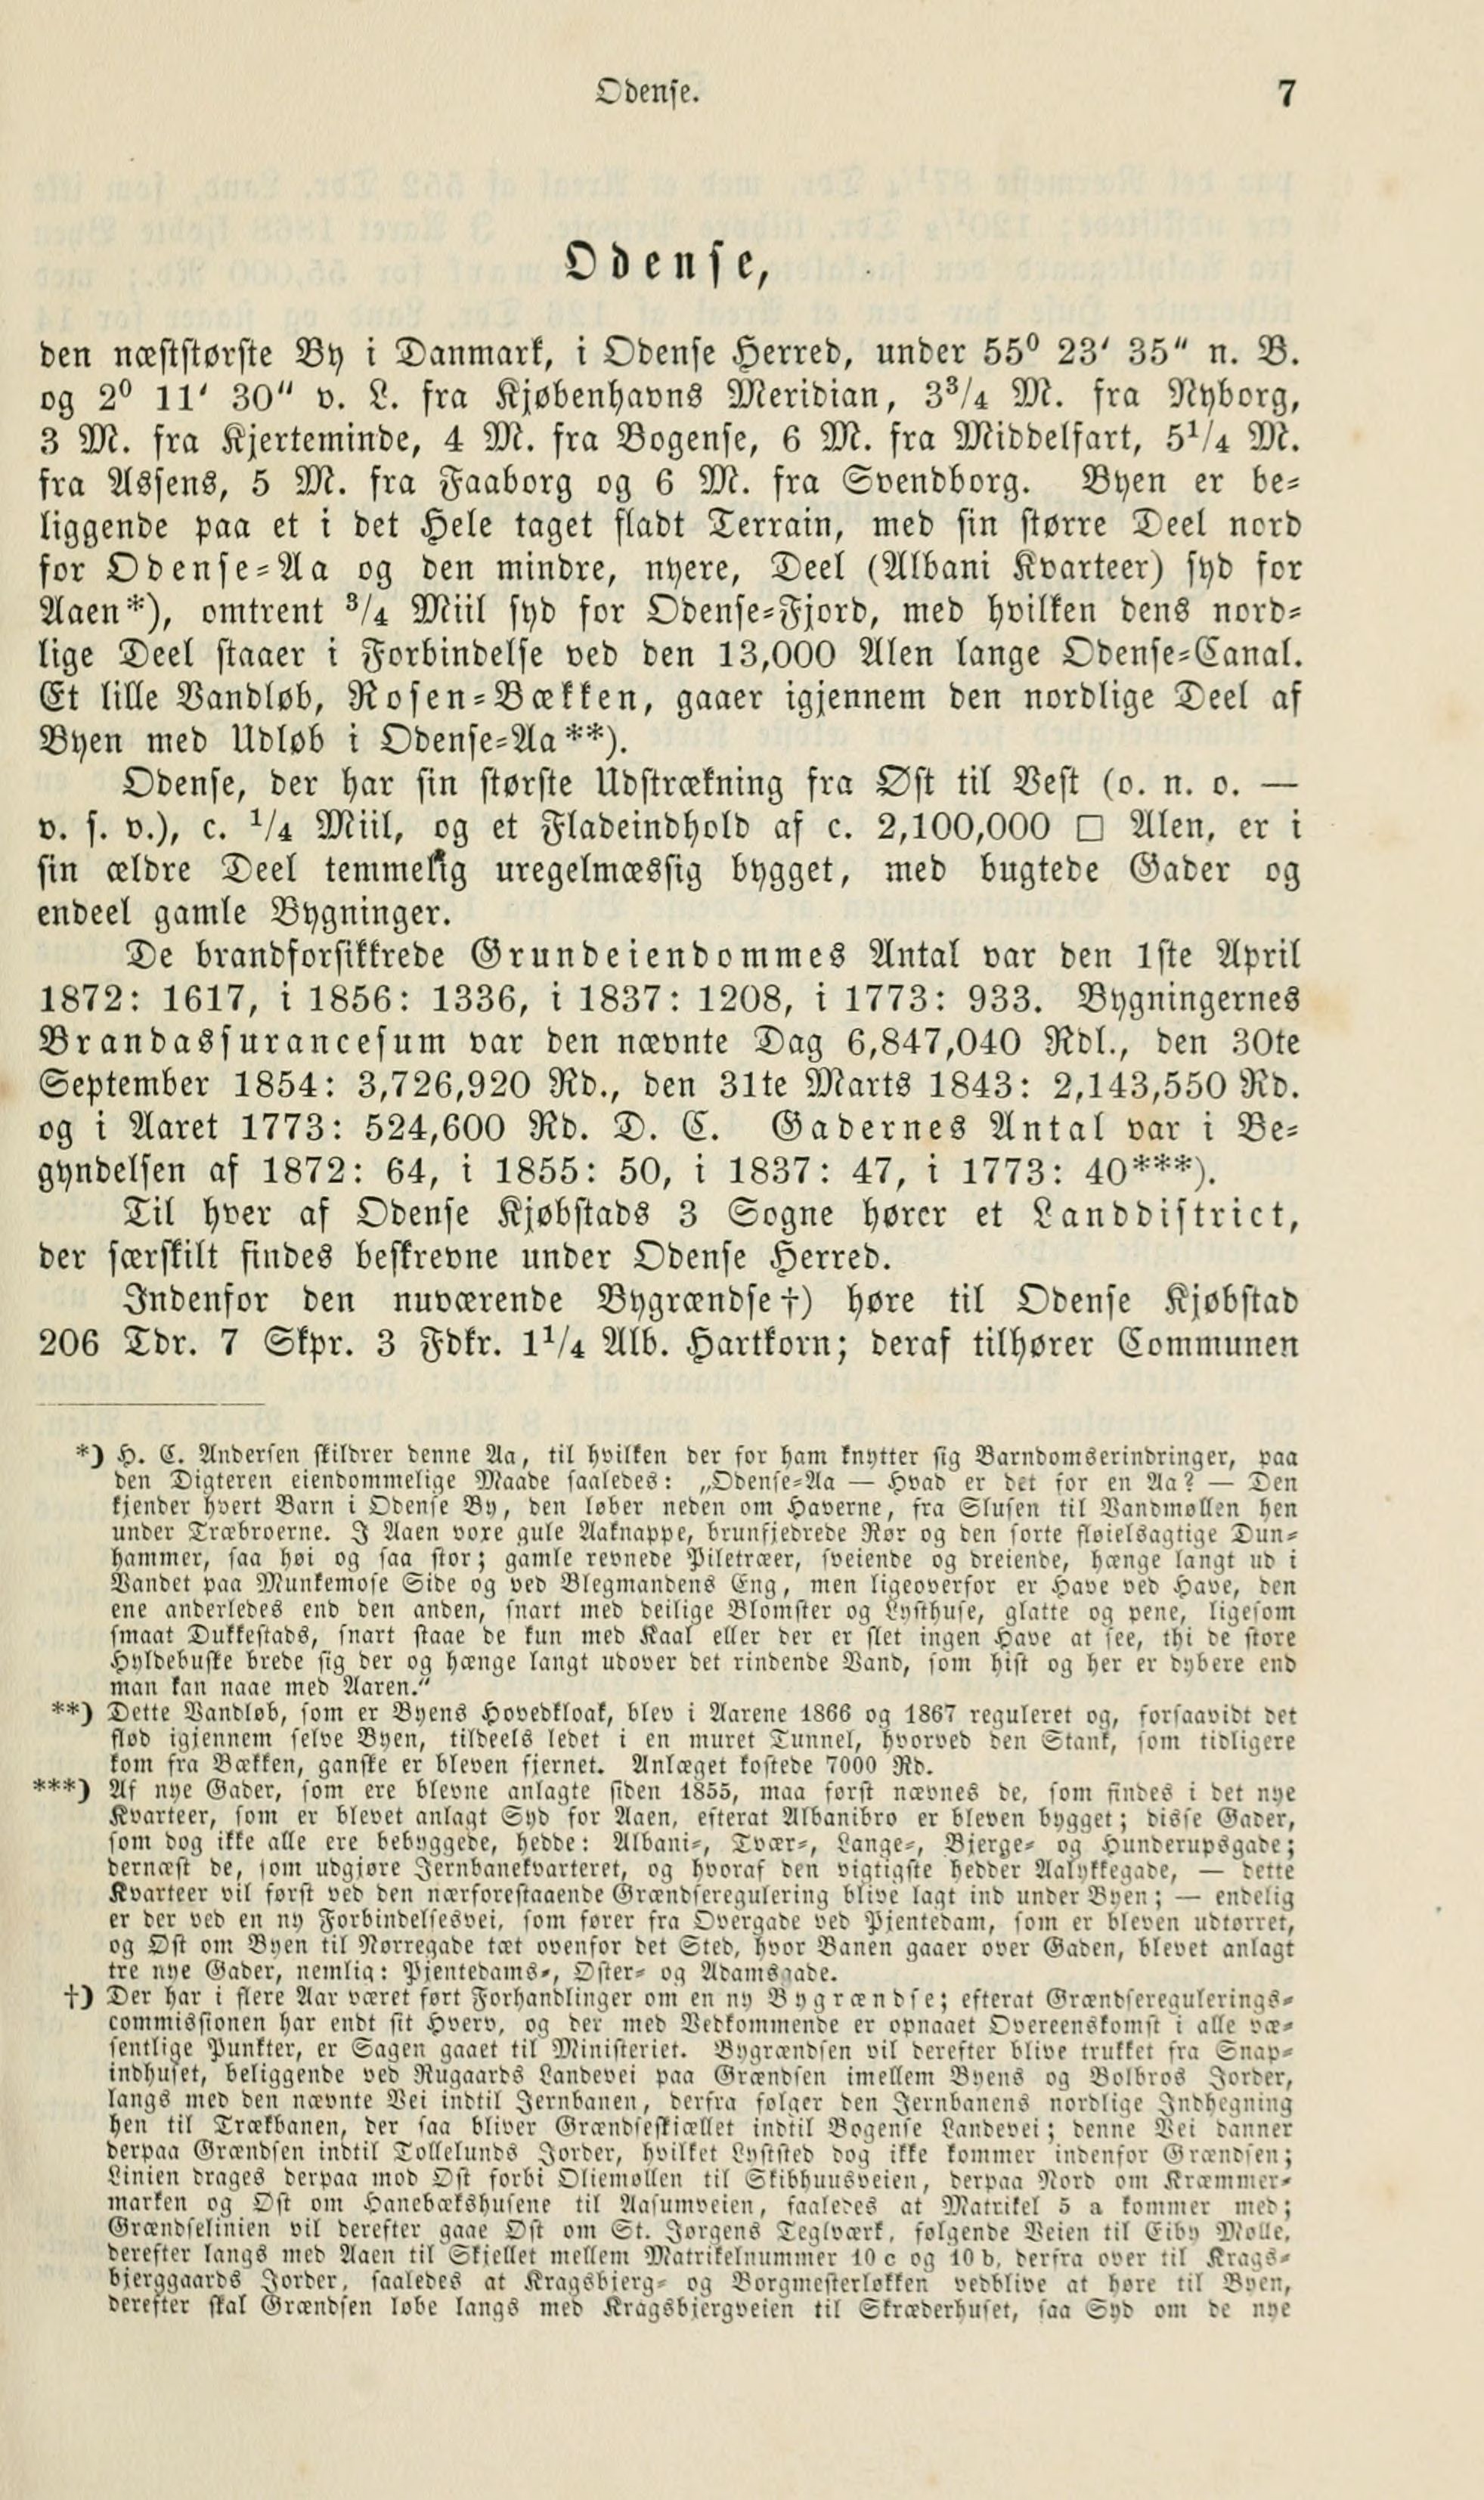 Odense.
7
Odense,
den næststørste By i Danmark, i Odense Herred, under 55⁰ 23′ 35″ n. B.
og 2⁰ 11′ 30″ v. L. fra Kjøbenhavns Meridian, 3³/₄ M. fra Nyborg,
3 M. fra Kjerteminde, 4 M. fra Bogense, 6 M. fra Middelfart, 5¹/₄ M.
fra Assens, 5 M. fra Faaborg og 6 M. fra Svendborg. Byen er be-
liggende paa et i det Hele taget fladt Terrain, med sin større Deel nord
for Odense-Aa og den mindre, nyere, Deel (Albani Kvarteer) syd for
Aaen*), omtrent ³/₄ Miil syd for Odense-Fjord, med hvilken dens nord-
lige Deel staaer i Forbindelse ved den 13,000 Alen lange Odense-Canal.
Et lille Vandløb, Rosen-Bækken, gaaer igjennem den nordlige Deel af
Byen med Udløb i Odense-Aa**).
Odense, der har sin største Udstrækning fra Øst til Vest (o. n. o. —
v. s. v.), c. ¹/₄ Miil, og et Fladeindhold af c. 2,100,000 □ Alen, er i
sin ældre Deel temmelig uregelmæssig bygget, med bugtede Gader og
endeel gamle Bygninger.
De brandforsikkrede Grundeiendommes Antal var den 1ste April
1872: 1617, i 1856: 1336, i 1837: 1208, i 1773: 933. Bygningernes
Brandassurancesum var den nævnte Dag 6,847,040 Rdl., den 30te
September 1854: 3,726,920 Rd., den 31te Marts 1843: 2,143,550 Rd.
og i Aaret 1773: 524,600 Rd. D. C. Gadernes Antal var i Be-
gyndelsen af 1872: 64, i 1855: 50, i 1837: 47, i 1773: 40***).
Til hver af Odense Kjøbstads 3 Sogne hører et Landdistrict,
der særskilt findes beskrevne under Odense Herred.
Indenfor den nuværende Bygrændse†) høre til Odense Kjøbstad
206 Tdr. 7 Skpr. 3 Fdkr. 1¹/₄ Alb. Hartkorn; deraf tilhører Communen
*) H. C. Andersen skildrer denne Aa, til hvilken der for ham knytter sig Barndomserindringer, paa
den Digteren eiendommelige Maade saaledes: „Odense-Aa — Hvad er det for en Aa? — Den
kjender hvert Barn i Odense By, den løber neden om Haverne, fra Slusen til Vandmøllen hen
under Træbroerne. I Aaen voxe gule Aaknappe, brunfjedrede Rør og den sorte fløielsagtige Dun-
hammer, saa høi og saa stor; gamle revnede Piletræer, sveiende og dreiende, hænge langt ud i
Vandet paa Munkemose Side og ved Blegmandens Eng, men ligeoverfor er Have ved Have, den
ene anderledes end den anden, snart med deilige Blomster og Lysthuse, glatte og pene, ligesom
smaat Dukkestads, snart staae de kun med Kaal eller der er slet ingen Have at see, thi de store
Hyldebuske brede sig der og hænge langt udover det rindende Vand, som hist og her er dybere end
man kan naae med Aaren."
**) Dette Vandløb, som er Byens Hovedkloak, blev i Aarene 1866 og 1867 reguleret og, forsaavidt det
flød igjennem selve Byen, tildeels ledet i en muret Tunnel, hvorved den Stank, som tidligere
kom fra Bækken, ganske er bleven fjernet. Anlæget kostede 7000 Rd.
***) Af nye Gader, som ere blevne anlagte siden 1855, maa først nævnes de, som findes i det nye
Kvarteer, som er blevet anlagt Syd for Aaen, efterat Albanibro er bleven bygget; disse Gader,
som dog ikke alle ere bebyggede, hedde: Albani-, Tvær-, Lange-, Bjerge- og Hunderupsgade;
dernæst de, som udgjøre Jernbanekvarteret, og hvoraf den vigtigste hedder Aalykkegade, — dette
Kvarteer vil først ved den nærforestaaende Grændseregulering blive lagt ind under Byen; — endelig
er der ved en ny Forbindelsesvei, som fører fra Overgade ved Pjentedam, som er bleven udtørret,
og Øst om Byen til Nørregade tæt ovenfor det Sted, hvor Banen gaaer over Gaden, blevet anlagt
tre nye Gader, nemlig: Pjentedams-, Øster- og Adamsgade.
†) Der har i flere Aar været ført Forhandlinger om en ny Bygrændse; efterat Grændseregulerings-
commissionen har endt sit Hverv, og der med Vedkommende er opnaaet Overeenskomst i alle væ-
sentlige Punkter, er Sagen gaaet til Ministeriet. Bygrændsen vil derefter blive trukket fra Snap-
indhuset, beliggende ved Rugaards Landevei paa Grændsen imellem Byens og Bolbros Jorder,
langs med den nævnte Vei indtil Jernbanen, derfra følger den Jernbanens nordlige Indhegning
hen til Trækbanen, der saa bliver Grændseskiællet indtil Bogense Landevei; denne Vei danner
derpaa Grændsen indtil Tollelunds Jorder, hvilket Lyststed dog ikke kommer indenfor Grændsen;
Linien drages derpaa mod Øst forbi Oliemøllen til Skibhuusveien, derpaa Nord om Kræmmer-
marken og Øst om Hanebækshusene til Aasumveien, saaledes at Matrikel 5 a kommer med;
Grændselinien vil derefter gaae Øst om St. Jørgens Teglværk, følgende Veien til Eiby Mølle,
derefter langs med Aaen til Skjellet mellem Matrikelnummer 10 c og 10 b, derfra over til Krags-
bjerggaards Jorder, saaledes at Kragsbjerg- og Borgmesterløkken vedblive at høre til Byen,
derefter skal Grændsen løbe langs med Kragsbjergveien til Skræderhuset, saa Syd om de nye